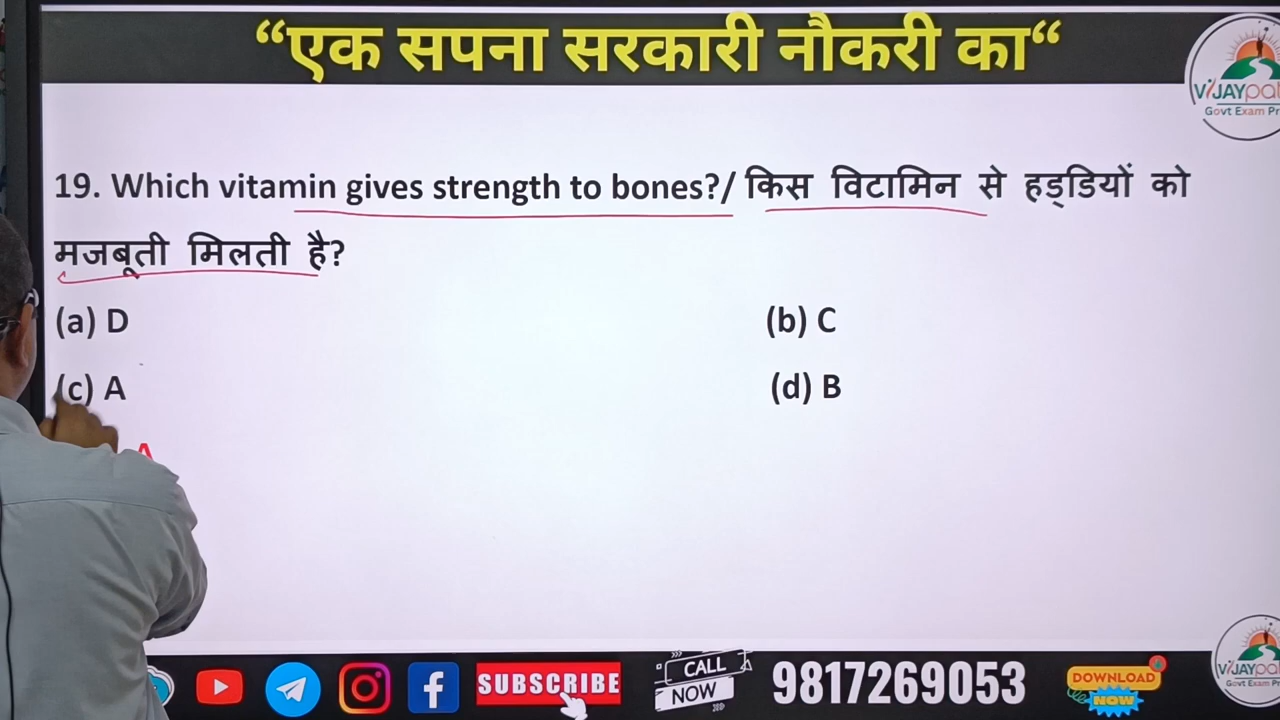 “एक सपना सरकारी नौकरी का“
19. Which vitamin gives strength to bones?/ किस विटामिन से हड्डियों को
मजबूती मिलती है?
(a) D (b) C
(c) A (d) B
A
SUBSCRIBE CALL NOW 9817269053 DOWNLOAD NOW